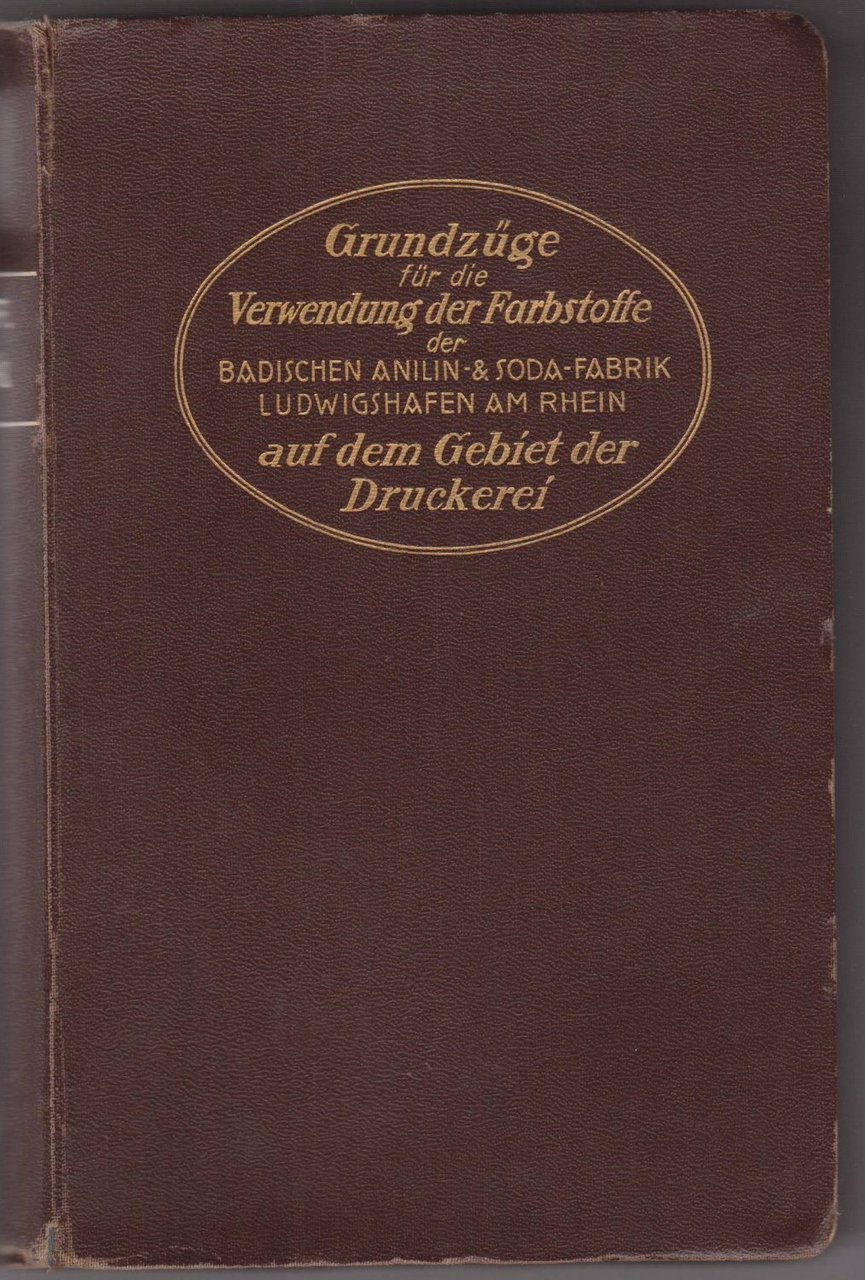 Grundzüge
für die
Verwendung der Farbstoffe
der
BADISCHEN ANILIN-& SODA-FABRIK
LUDWIGSHAFEN AM RHEIN
auf dem Gebiet der
Druckerei